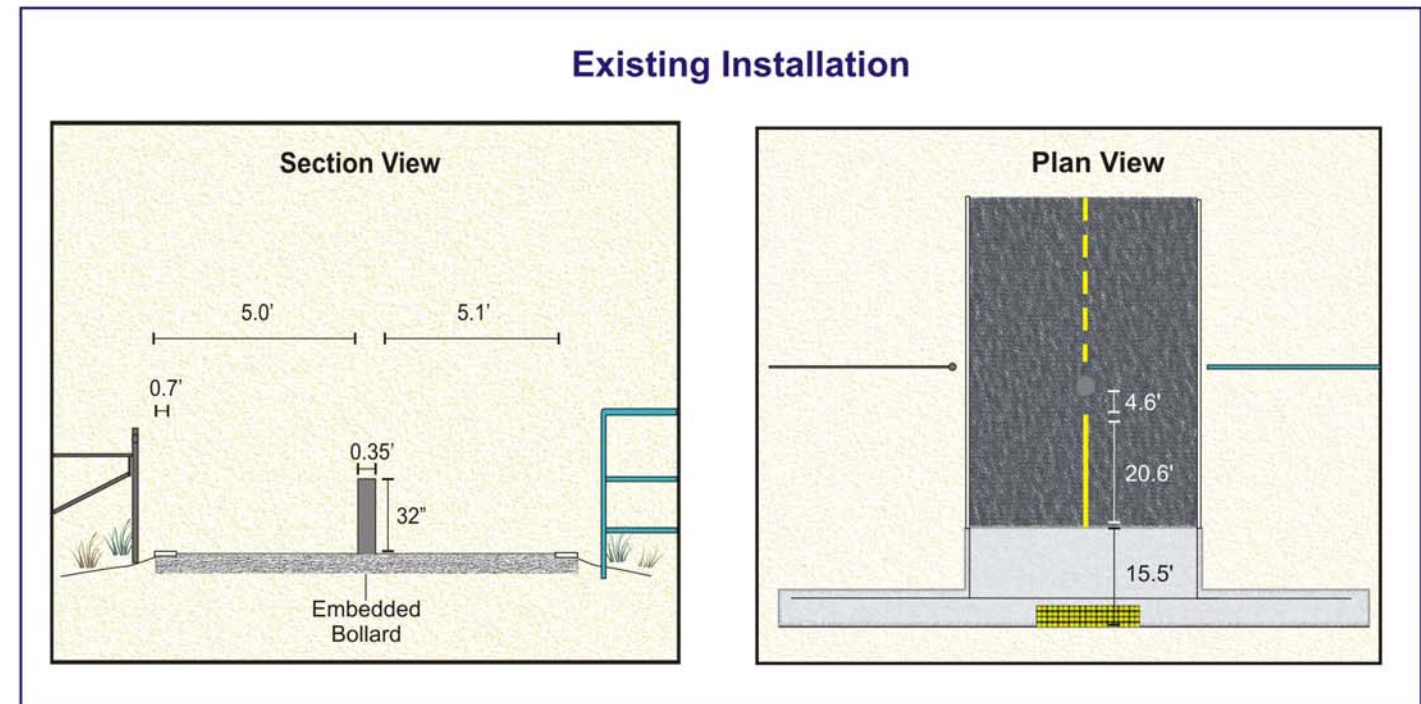 Existing Installation
Section View
5.0’
5.1’
0.7’
0.35’
32”
Embedded
Bollard
Plan View
4.6'
20.6'
15.5'